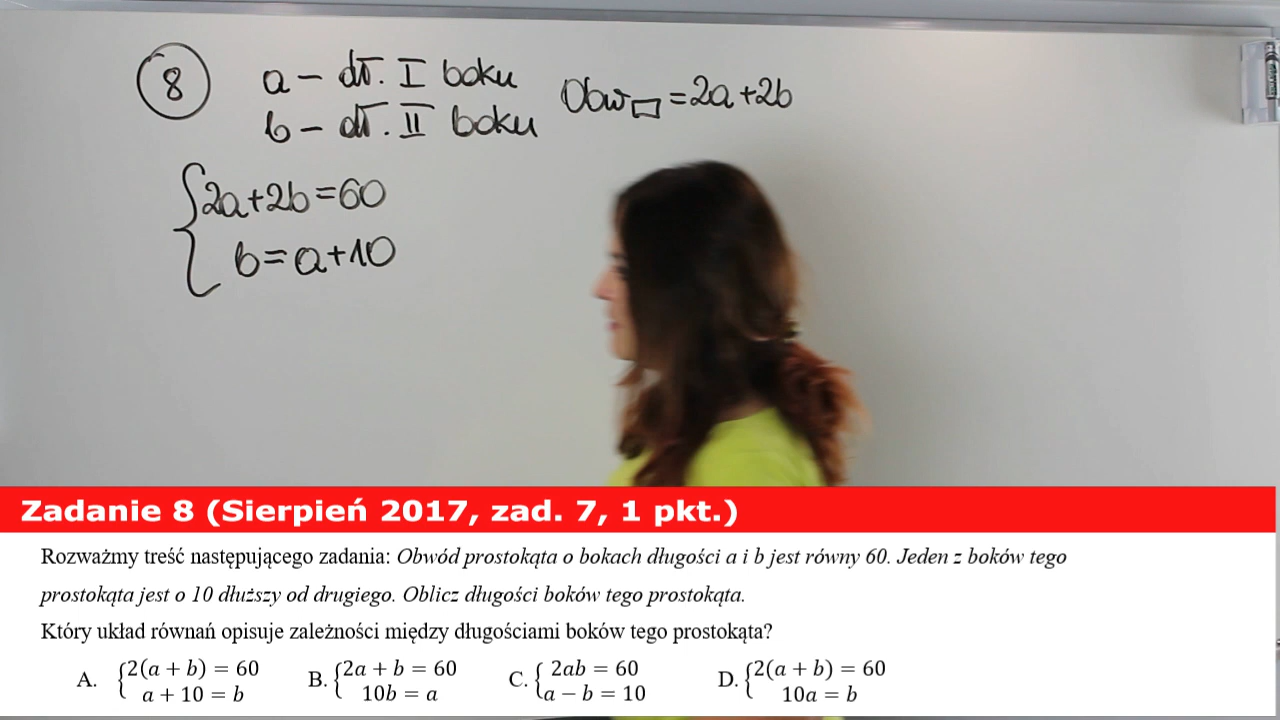 8 a - dł. I boku
b - dł. II boku
Obw▭ = 2a + 2b
{2a+2b=60
b=a+10
Zadanie 8 (Sierpień 2017, zad. 7, 1 pkt.)
Rozważmy treść następującego zadania: Obwód prostokąta o bokach długości a i b jest równy 60. Jeden z boków tego
prostokąta jest o 10 dłuższy od drugiego. Oblicz długości boków tego prostokąta.
Który układ równań opisuje zależności między długościami boków tego prostokąta?
A. {2(a + b) = 60 B. {2a + b = 60 C. {2ab = 60 D. {2(a + b) = 60
a + 10 = b 10b = a a − b = 10 10a = b